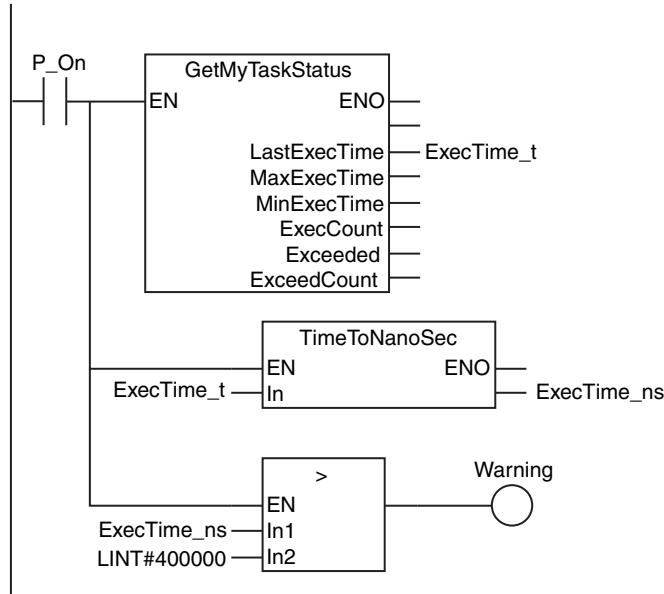 P_On
GetMyTaskStatus
EN ENO
LastExecTime ExecTime_t
MaxExecTime
MinExecTime
ExecCount
Exceeded
ExceedCount
TimeToNanoSec
EN ENO
ExecTime_t In ExecTime_ns
> Warning
EN
ExecTime_ns In1
LINT#400000 In2